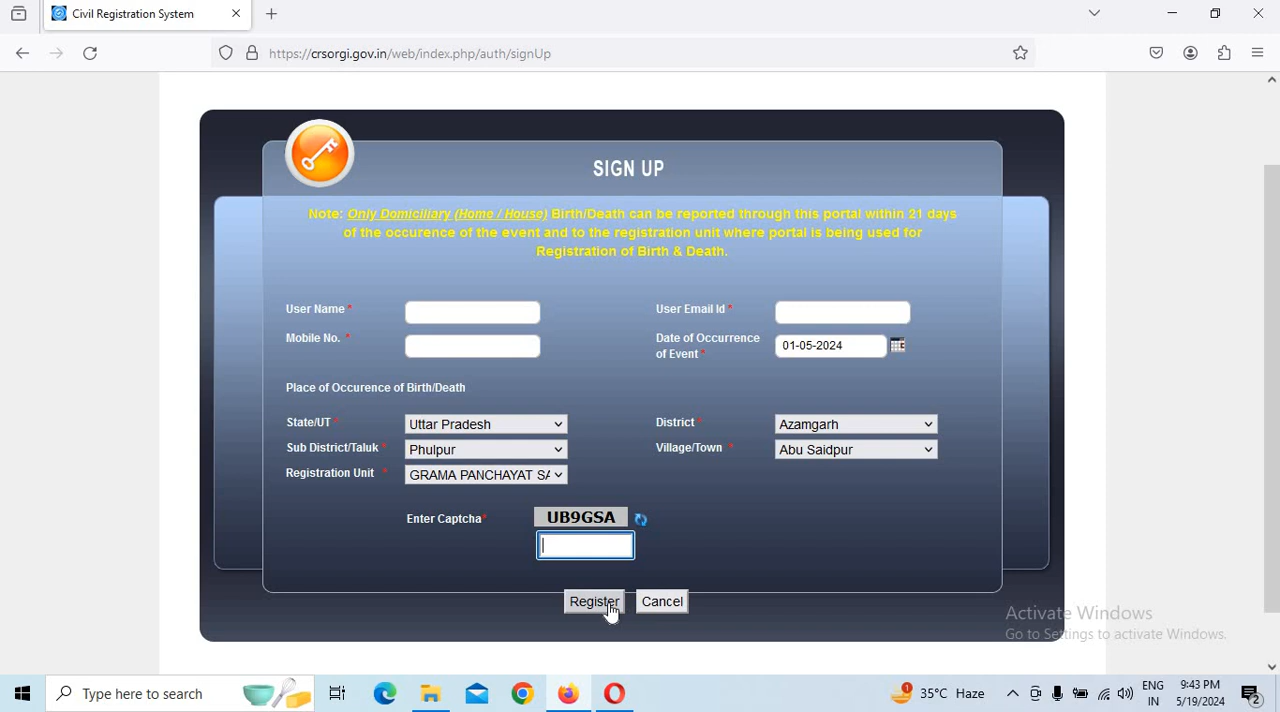 Civil Registration System
https://crsorgi.gov.in/web/index.php/auth/signUp
SIGN UP
Note: Only Domiciliary (Home / House) Birth/Death can be reported through this portal within 21 days
of the occurence of the event and to the registration unit where portal is being used for
Registration of Birth & Death.
User Name *
User Email Id *
Mobile No. *
Date of Occurrence
of Event *
01-05-2024
Place of Occurence of Birth/Death
State/UT * Uttar Pradesh
District * Azamgarh
Sub District/Taluk * Phulpur
Village/Town * Abu Saidpur
Registration Unit * GRAMA PANCHAYAT SA
Enter Captcha * UB9GSA
Register Cancel
Activate Windows
Go to Settings to activate Windows.
Type here to search
35°C Haze
ENG
IN
9:43 PM
5/19/2024
2
1